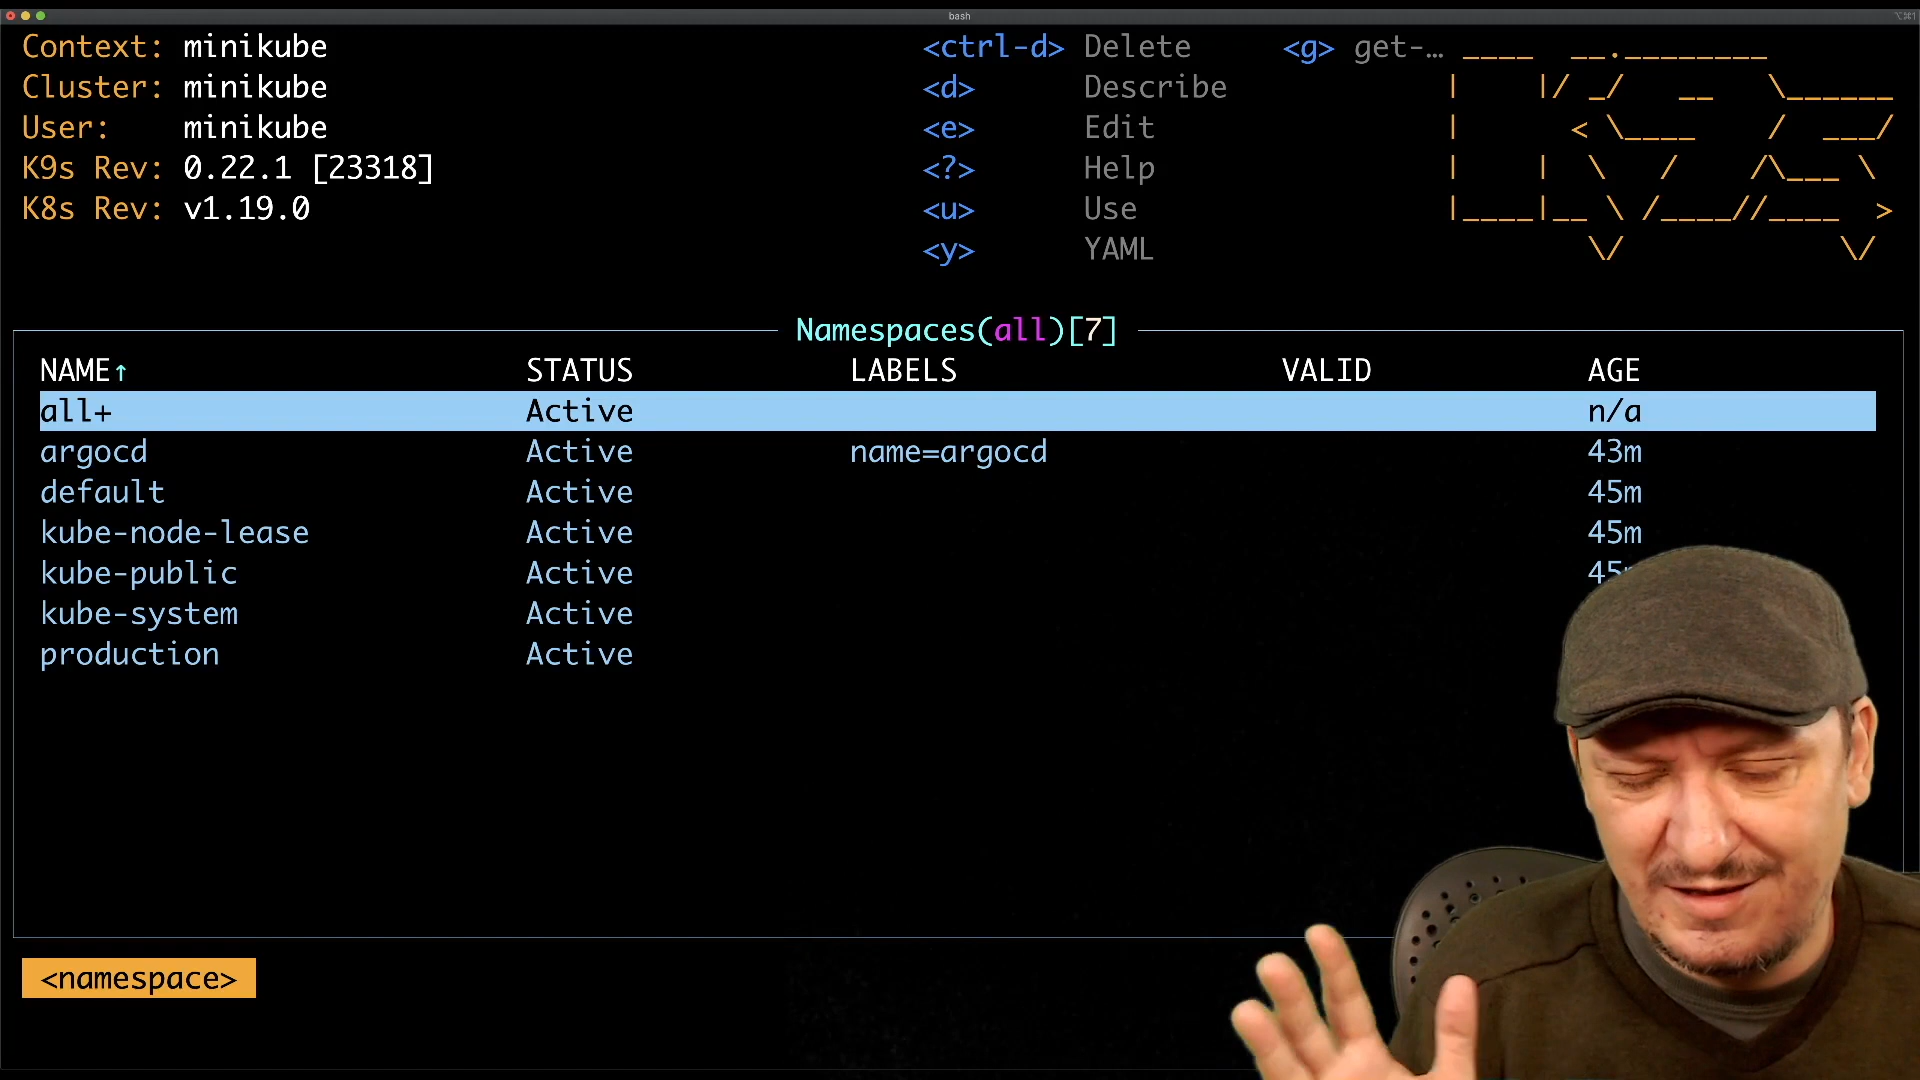 bash
⌥⌘1
Context: minikube
Cluster: minikube
User: minikube
K9s Rev: 0.22.1 [23318]
K8s Rev: v1.19.0
<ctrl-d> Delete
<d> Describe
<e> Edit
<?> Help
<u> Use
<y> YAML
<g> get-…
Namespaces(all)[7]
NAME↑ STATUS LABELS VALID AGE
all+ Active n/a
argocd Active name=argocd 43m
default Active 45m
kube-node-lease Active 45m
kube-public Active
kube-system Active
production Active
<namespace>